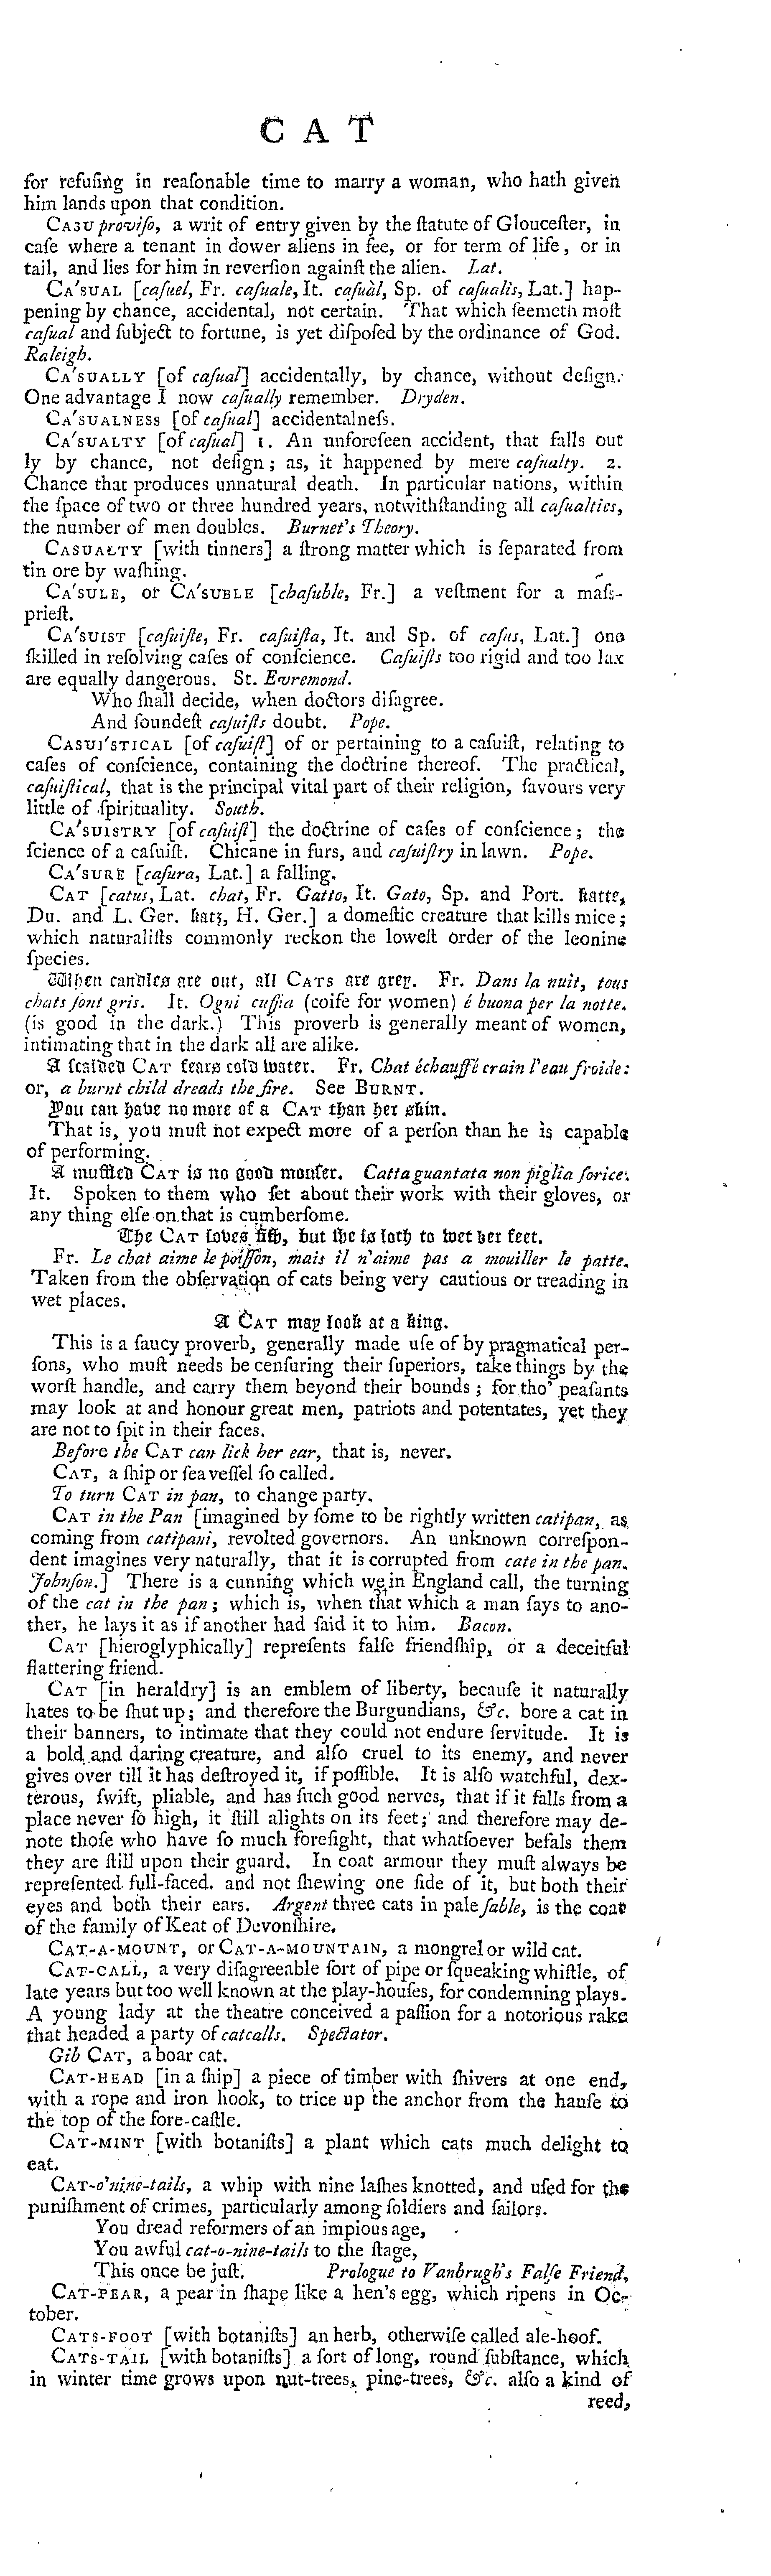 C A T
for refuſing in reaſonable time to marry a woman, who hath given
him lands upon that condition.
CASU proviſo, a writ of entry given by the ſtatute of Glouceſter, in
caſe where a tenant in dower aliens in fee, or for term of life, or in
tail, and lies for him in reverſion againſt the alien. Lat.
CA'SUAL [caſuel, Fr. caſuale, It. caſuàl, Sp. of caſualis, Lat.] hap-
pening by chance, accidental, not certain. That which ſeemeth moſt
caſual and ſubject to fortune, is yet diſpoſed by the ordinance of God.
Raleigh.
CA'SUALLY [of caſual] accidentally, by chance, without deſign.
One advantage I now caſually remember. Dryden.
CA'SUALNESS [of caſual] accidentalneſs.
CA'SUALTY [of caſual] 1. An unforeſeen accident, that falls out
ly by chance, not deſign; as, it happened by mere caſualty. 2.
Chance that produces unnatural death. In particular nations, within
the ſpace of two or three hundred years, notwithſtanding all caſualties,
the number of men doubles. Burnet's Theory.
CASUALTY [with tinners] a ſtrong matter which is ſeparated from
tin ore by waſhing.
CA'SULE, or CA'SUBLE [chaſuble, Fr.] a veſtment for a maſs-
prieſt.
CA'SUIST [caſuiſte, Fr. caſuiſta, It. and Sp. of caſus, Lat.] one
ſkilled in reſolving caſes of conſcience. Caſuiſts too rigid and too lax
are equally dangerous. St. Evremond.
Who ſhall decide, when doctors diſagree.
And ſoundeſt caſuiſts doubt. Pope.
CASUI'STICAL [of caſuiſt] of or pertaining to a caſuiſt, relating to
caſes of conſcience, containing the doctrine thereof. The practical,
caſuiſtical, that is the principal vital part of their religion, ſavours very
little of ſpirituality. South.
CA'SUISTRY [of caſuiſt] the doctrine of caſes of conſcience; the
ſcience of a caſuiſt. Chicane in furs, and caſuiſtry in lawn. Pope.
CA'SURE [caſura, Lat.] a falling.
CAT [catus, Lat. chat, Fr. Gatto, It. Gato, Sp. and Port. katte,
Du. and L. Ger. katz, H. Ger.] a domeſtic creature that kills mice;
which naturaliſts commonly reckon the loweſt order of the leonine
ſpecies.
When candles are out, all CATS are grey. Fr. Dans la nuit, tous
chats ſont gris. It. Ogni cuffia (coife for women) é buona per la notte.
(is good in the dark.) This proverb is generally meant of women,
intimating that in the dark all are alike.
A ſcalded CAT fears cold water. Fr. Chat échauffé crain l'eau froide:
or, a burnt child dreads the fire. See BURNT.
You can have no more of a CAT than her skin.
That is, you muſt not expect more of a perſon than he is capable
of performing.
A muffled CAT is no good mouſer. Catta guantata non piglia ſorice.
It. Spoken to them who ſet about their work with their gloves, or
any thing elſe on that is cumberſome.
The CAT loves fiſh, but ſhe is loth to wet her feet.
Fr. Le chat aime le poiſſon, mais il n'aime pas a mouiller le patte.
Taken from the obſervation of cats being very cautious or treading in
wet places.
A CAT may look at a king.
This is a ſaucy proverb, generally made uſe of by pragmatical per-
ſons, who muſt needs be cenſuring their ſuperiors, take things by the
worſt handle, and carry them beyond their bounds; for tho' peaſants
may look at and honour great men, patriots and potentates, yet they
are not to ſpit in their faces.
Before the CAT can lick her ear, that is, never.
CAT, a ſhip or ſea veſſel ſo called.
To turn CAT in pan, to change party.
CAT in the Pan [imagined by ſome to be rightly written catipan, as
coming from catipani, revolted governors. An unknown correſpon-
dent imagines very naturally, that it is corrupted from cate in the pan.
Johnſon.] There is a cunning which we in England call, the turning
of the cat in the pan; which is, when that which a man ſays to ano-
ther, he lays it as if another had ſaid it to him. Bacon.
CAT [hieroglyphically] repreſents falſe friendſhip, or a deceitful
flattering friend.
CAT [in heraldry] is an emblem of liberty, becauſe it naturally
hates to be ſhut up; and therefore the Burgundians, &c. bore a cat in
their banners, to intimate that they could not endure ſervitude. It is
a bold and daring creature, and alſo cruel to its enemy, and never
gives over till it has deſtroyed it, if poſſible. It is alſo watchful, dex-
terous, ſwift, pliable, and has ſuch good nerves, that if it falls from a
place never ſo high, it ſtill alights on its feet; and therefore may de-
note thoſe who have ſo much foreſight, that whatſoever befals them
they are ſtill upon their guard. In coat armour they muſt always be
repreſented full-faced, and not ſhewing one ſide of it, but both their
eyes and both their ears. Argent three cats in pale ſable, is the coat
of the family of Keat of Devonſhire.
CAT-A-MOUNT, or CAT-A-MOUNTAIN, a mongrel or wild cat.
CAT-CALL, a very diſagreeable ſort of pipe or ſqueaking whiſtle, of
late years but too well known at the play-houſes, for condemning plays.
A young lady at the theatre conceived a paſſion for a notorious rake
that headed a party of catcalls. Spectator.
Gib CAT, a boar cat.
CAT-HEAD [in a ſhip] a piece of timber with ſhivers at one end,
with a rope and iron hook, to trice up the anchor from the hauſe to
the top of the fore-caſtle.
CAT-MINT [with botaniſts] a plant which cats much delight to
eat.
CAT-o'nine-tails, a whip with nine laſhes knotted, and uſed for the
puniſhment of crimes, particularly among ſoldiers and ſailors.
You dread reformers of an impious age,
You awful cat-o-nine-tails to the ſtage,
This once be juſt. Prologue to Vanbrugh's Falſe Friend.
CAT-PEAR, a pear in ſhape like a hen's egg, which ripens in Oc-
tober.
CATS-FOOT [with botaniſts] an herb, otherwiſe called ale-hoof.
CATS-TAIL [with botaniſts] a ſort of long, round ſubſtance, which
in winter time grows upon nut-trees, pine-trees, &c. alſo a kind of
reed,